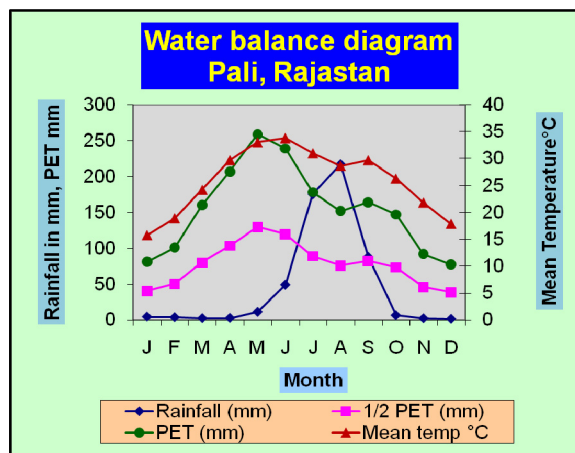 Water balance diagram
Pali, Rajastan
Rainfall in mm, PET mm
300
250
200
150
100
50
0
40
35
30
25
20
15
10
5
0
Mean Temperature°C
J F M A M J J A S O N D
Month
Rainfall (mm) 1/2 PET (mm)
PET (mm) Mean temp °C